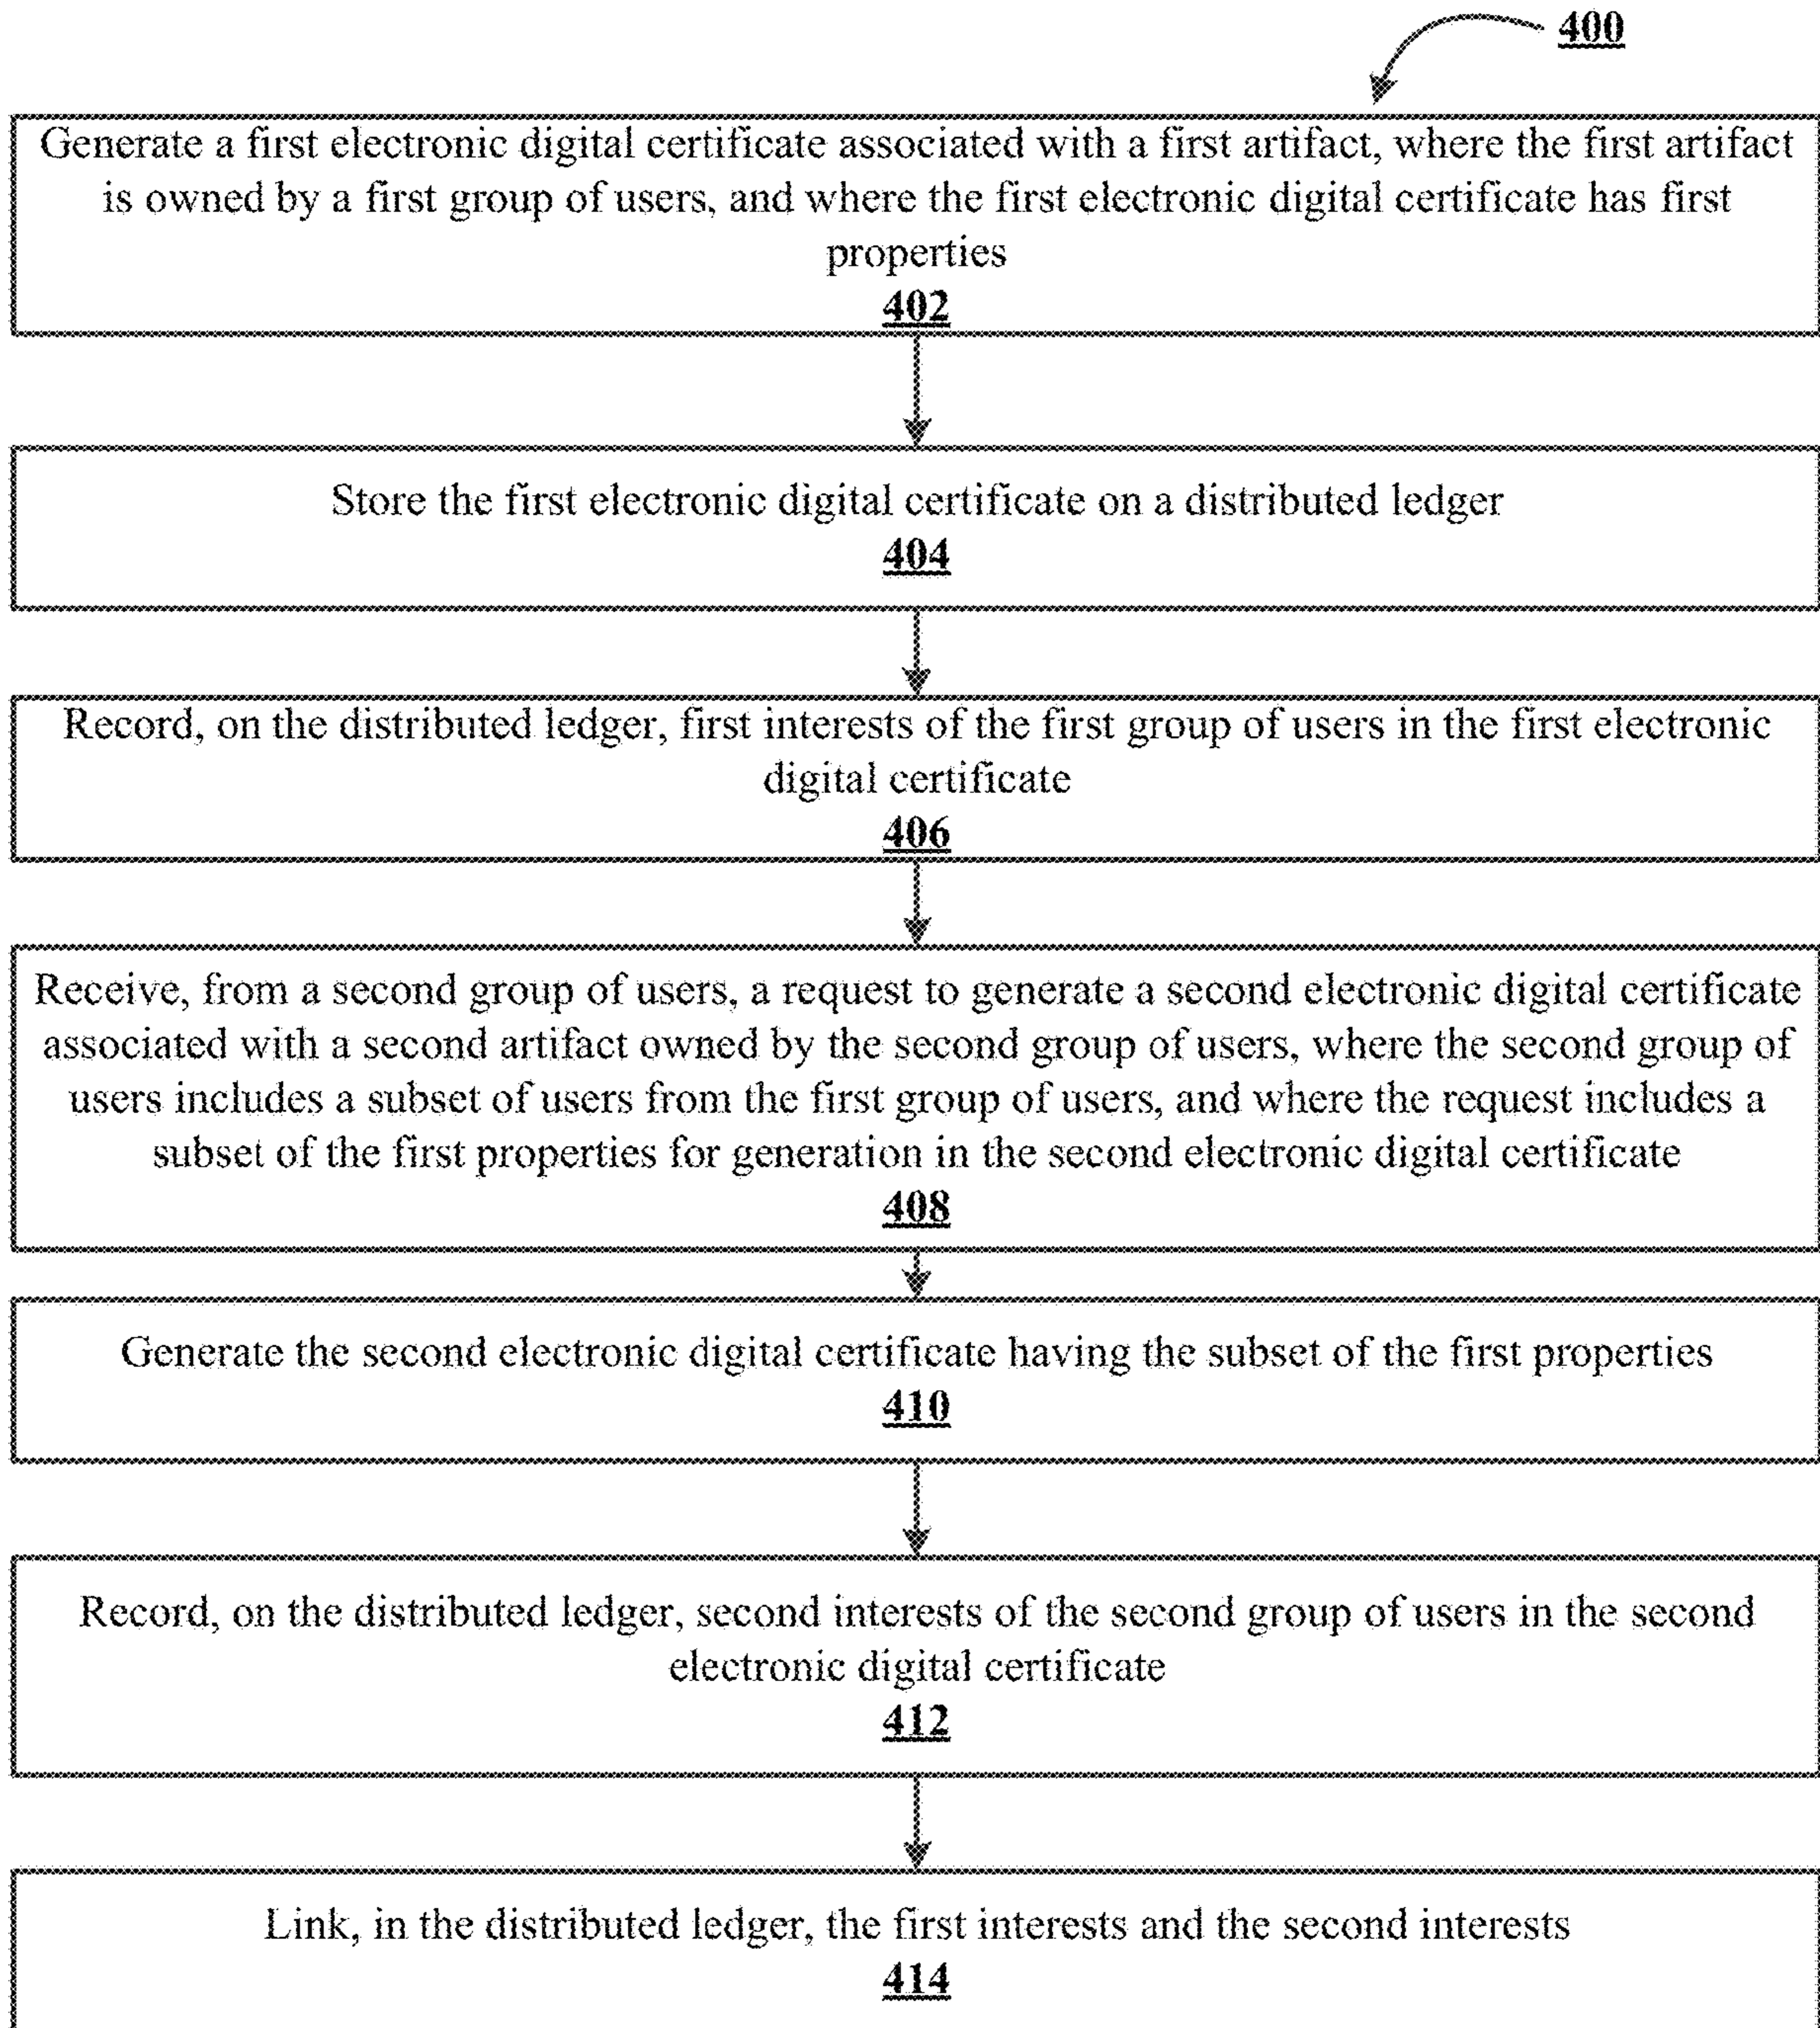 400
Generate a first electronic digital certificate associated with a first artifact, where the first artifact
is owned by a first group of users, and where the first electronic digital certificate has first
properties
402
Store the first electronic digital certificate on a distributed ledger
404
Record, on the distributed ledger, first interests of the first group of users in the first electronic
digital certificate
406
Receive, from a second group of users, a request to generate a second electronic digital certificate
associated with a second artifact owned by the second group of users, where the second group of
users includes a subset of users from the first group of users, and where the request includes a
subset of the first properties for generation in the second electronic digital certificate
408
Generate the second electronic digital certificate having the subset of the first properties
410
Record, on the distributed ledger, second interests of the second group of users in the second
electronic digital certificate
412
Link, in the distributed ledger, the first interests and the second interests
414